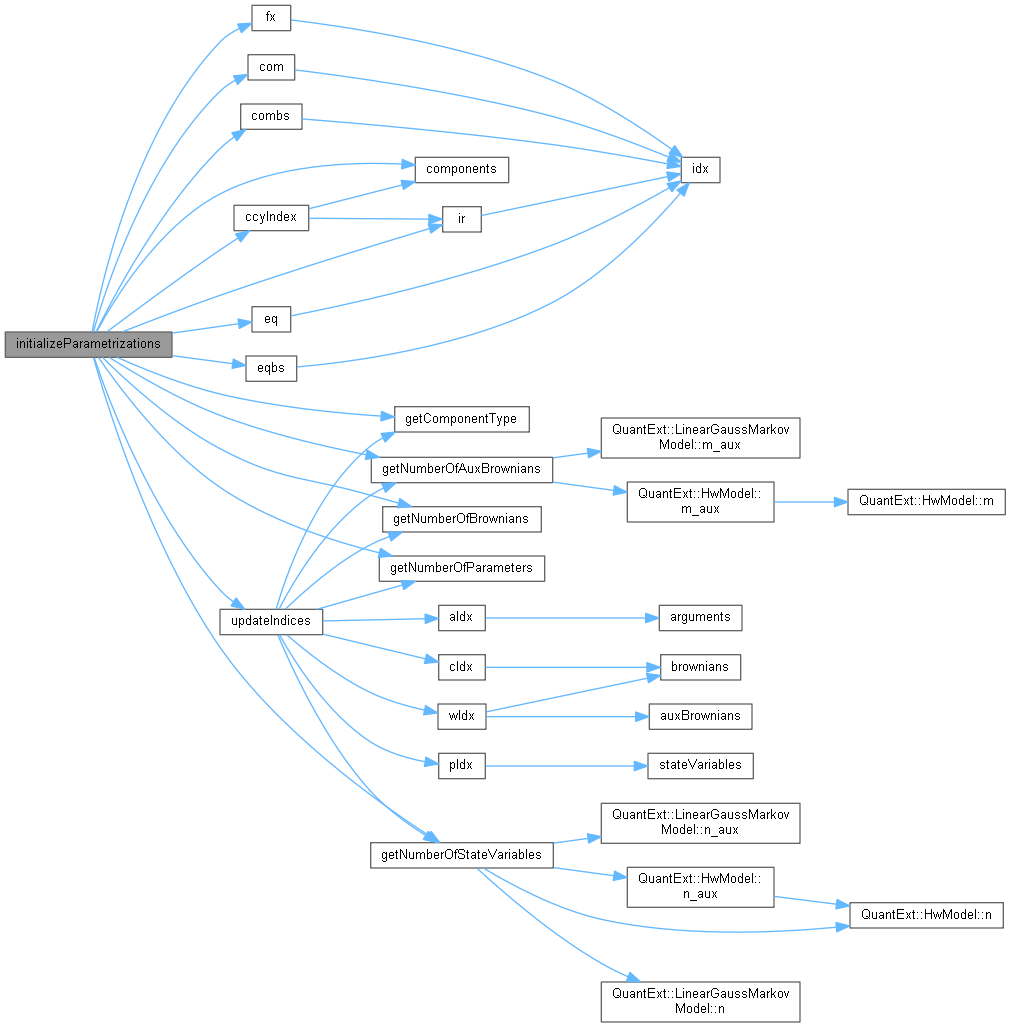 fx
com
combs
components
idx
ccyIndex
ir
eq
initializeParametrizations
eqbs
getComponentType
QuantExt::LinearGaussMarkov
Model::m_aux
getNumberOfAuxBrownians
QuantExt::HwModel::
m_aux
QuantExt::HwModel::m
getNumberOfBrownians
getNumberOfParameters
updateIndices
aIdx
arguments
cIdx
brownians
wIdx
auxBrownians
pIdx
stateVariables
QuantExt::LinearGaussMarkov
Model::n_aux
getNumberOfStateVariables
QuantExt::HwModel::
n_aux
QuantExt::HwModel::n
QuantExt::LinearGaussMarkov
Model::n